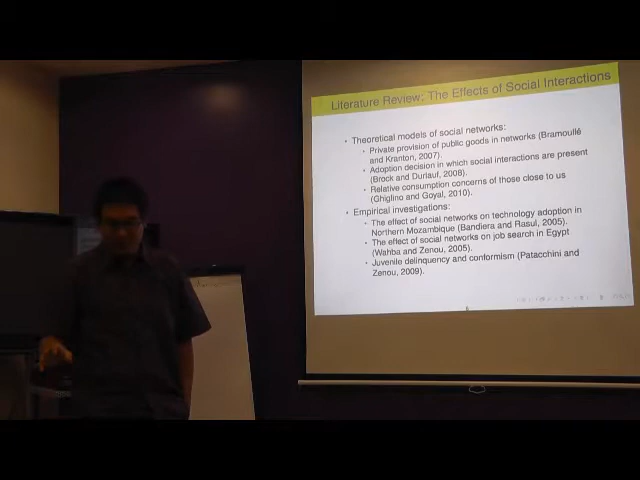 Literature Review: The Effects of Social Interactions
• Theoretical models of social networks:
• Private provision of public goods in networks (Bramoullé
and Kranton, 2007).
• Adoption decision in which social interactions are present
(Brock and Durlauf, 2008).
• Relative consumption concerns of those close to us
(Ghiglino and Goyal, 2010).
• Empirical investigations:
• The effect of social networks on technology adoption in
Northern Mozambique (Bandiera and Rasul, 2005).
• The effect of social networks on job search in Egypt
(Wahba and Zenou, 2005).
• Juvenile delinquency and conformism (Patacchini and
Zenou, 2009).
6